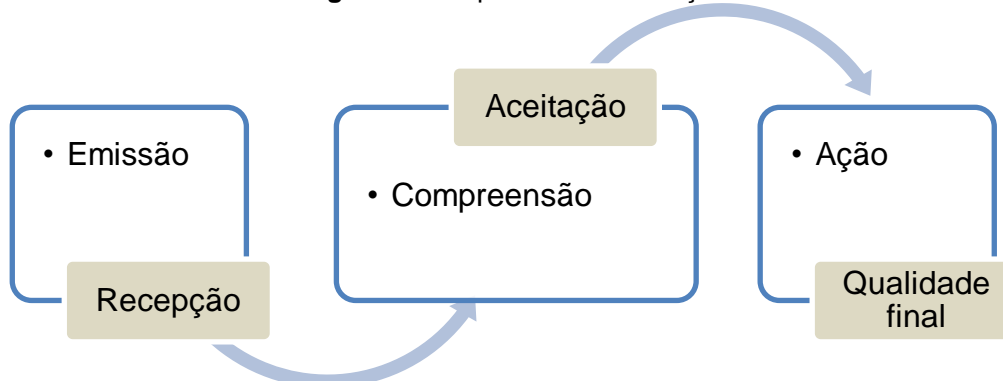 Aceitação
• Emissão
• Compreensão
• Ação
Recepção
Qualidade
final